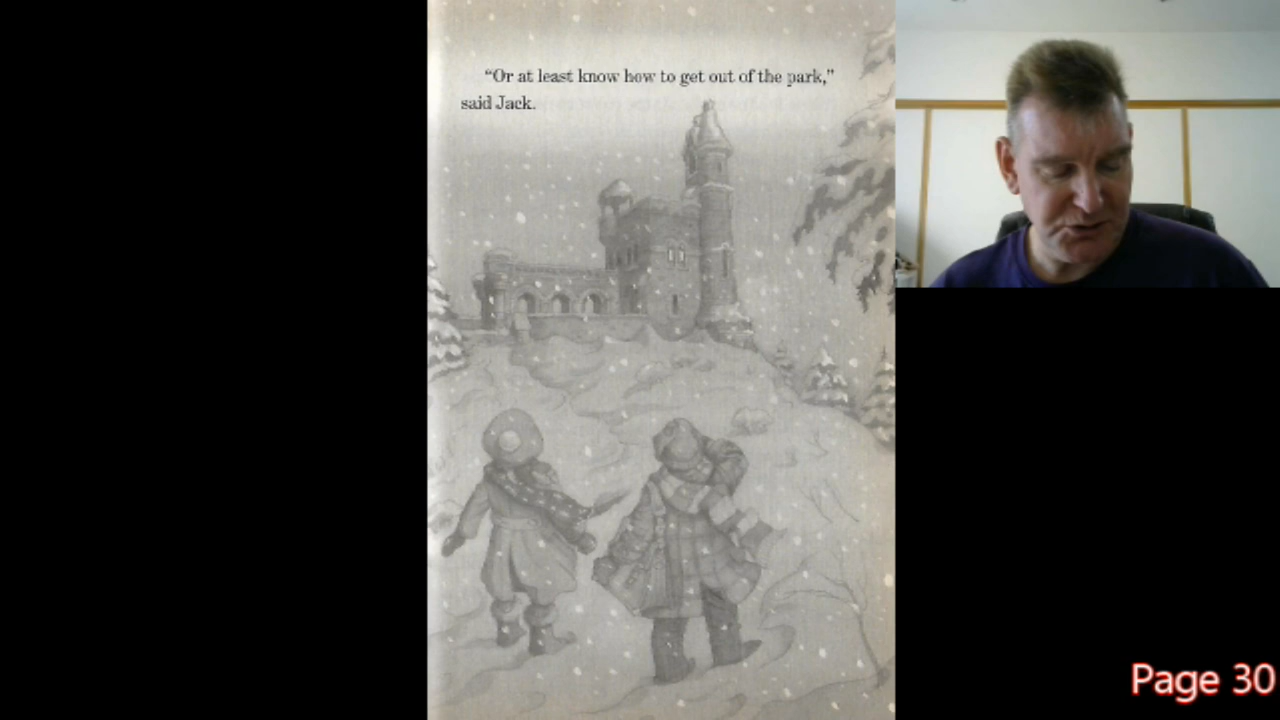 “Or at least know how to get out of the park,”
said Jack.
Page 30